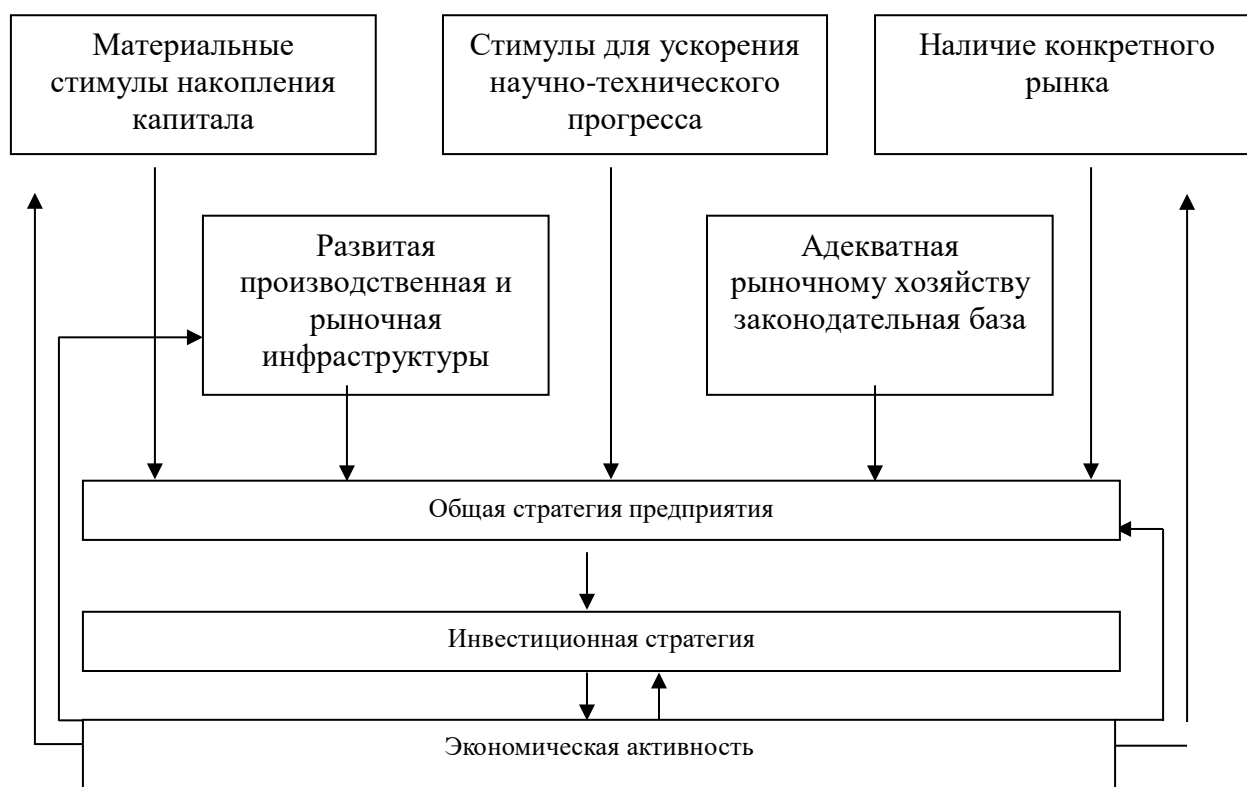 Материальные
стимулы накопления
капитала
Стимулы для ускорения
научно-технического
прогресса
Наличие конкретного
рынка
Развитая
производственная и
рыночная
инфраструктуры
Адекватная
рыночному хозяйству
законодательная база
Общая стратегия предприятия
Инвестиционная стратегия
Экономическая активность